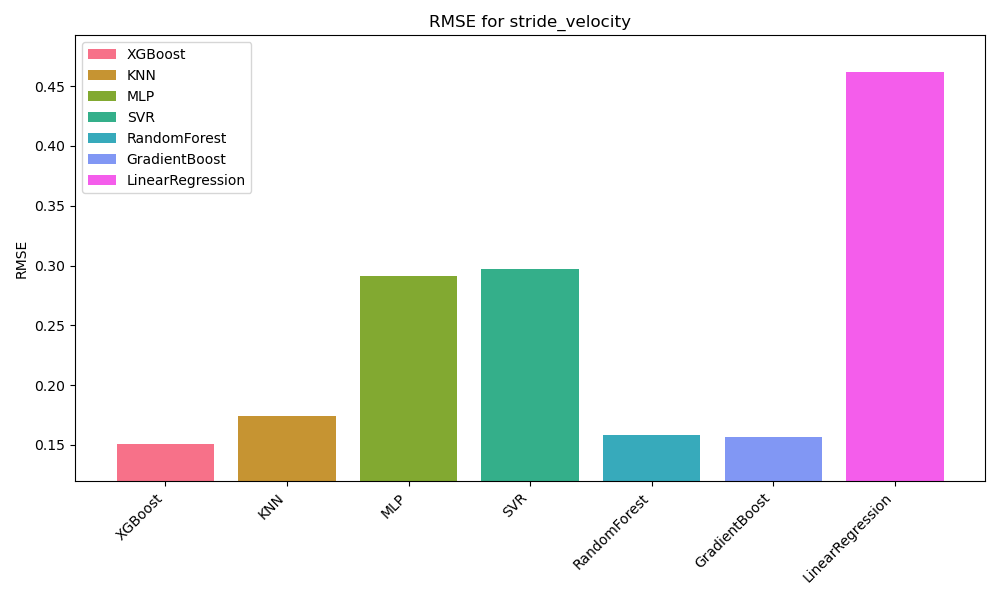 RMSE for stride_velocity
XGBoost
KNN
MLP
SVR
RandomForest
GradientBoost
LinearRegression
RMSE
0.45
0.40
0.35
0.30
0.25
0.20
0.15
XGBoost
KNN
MLP
SVR
RandomForest
GradientBoost
LinearRegression